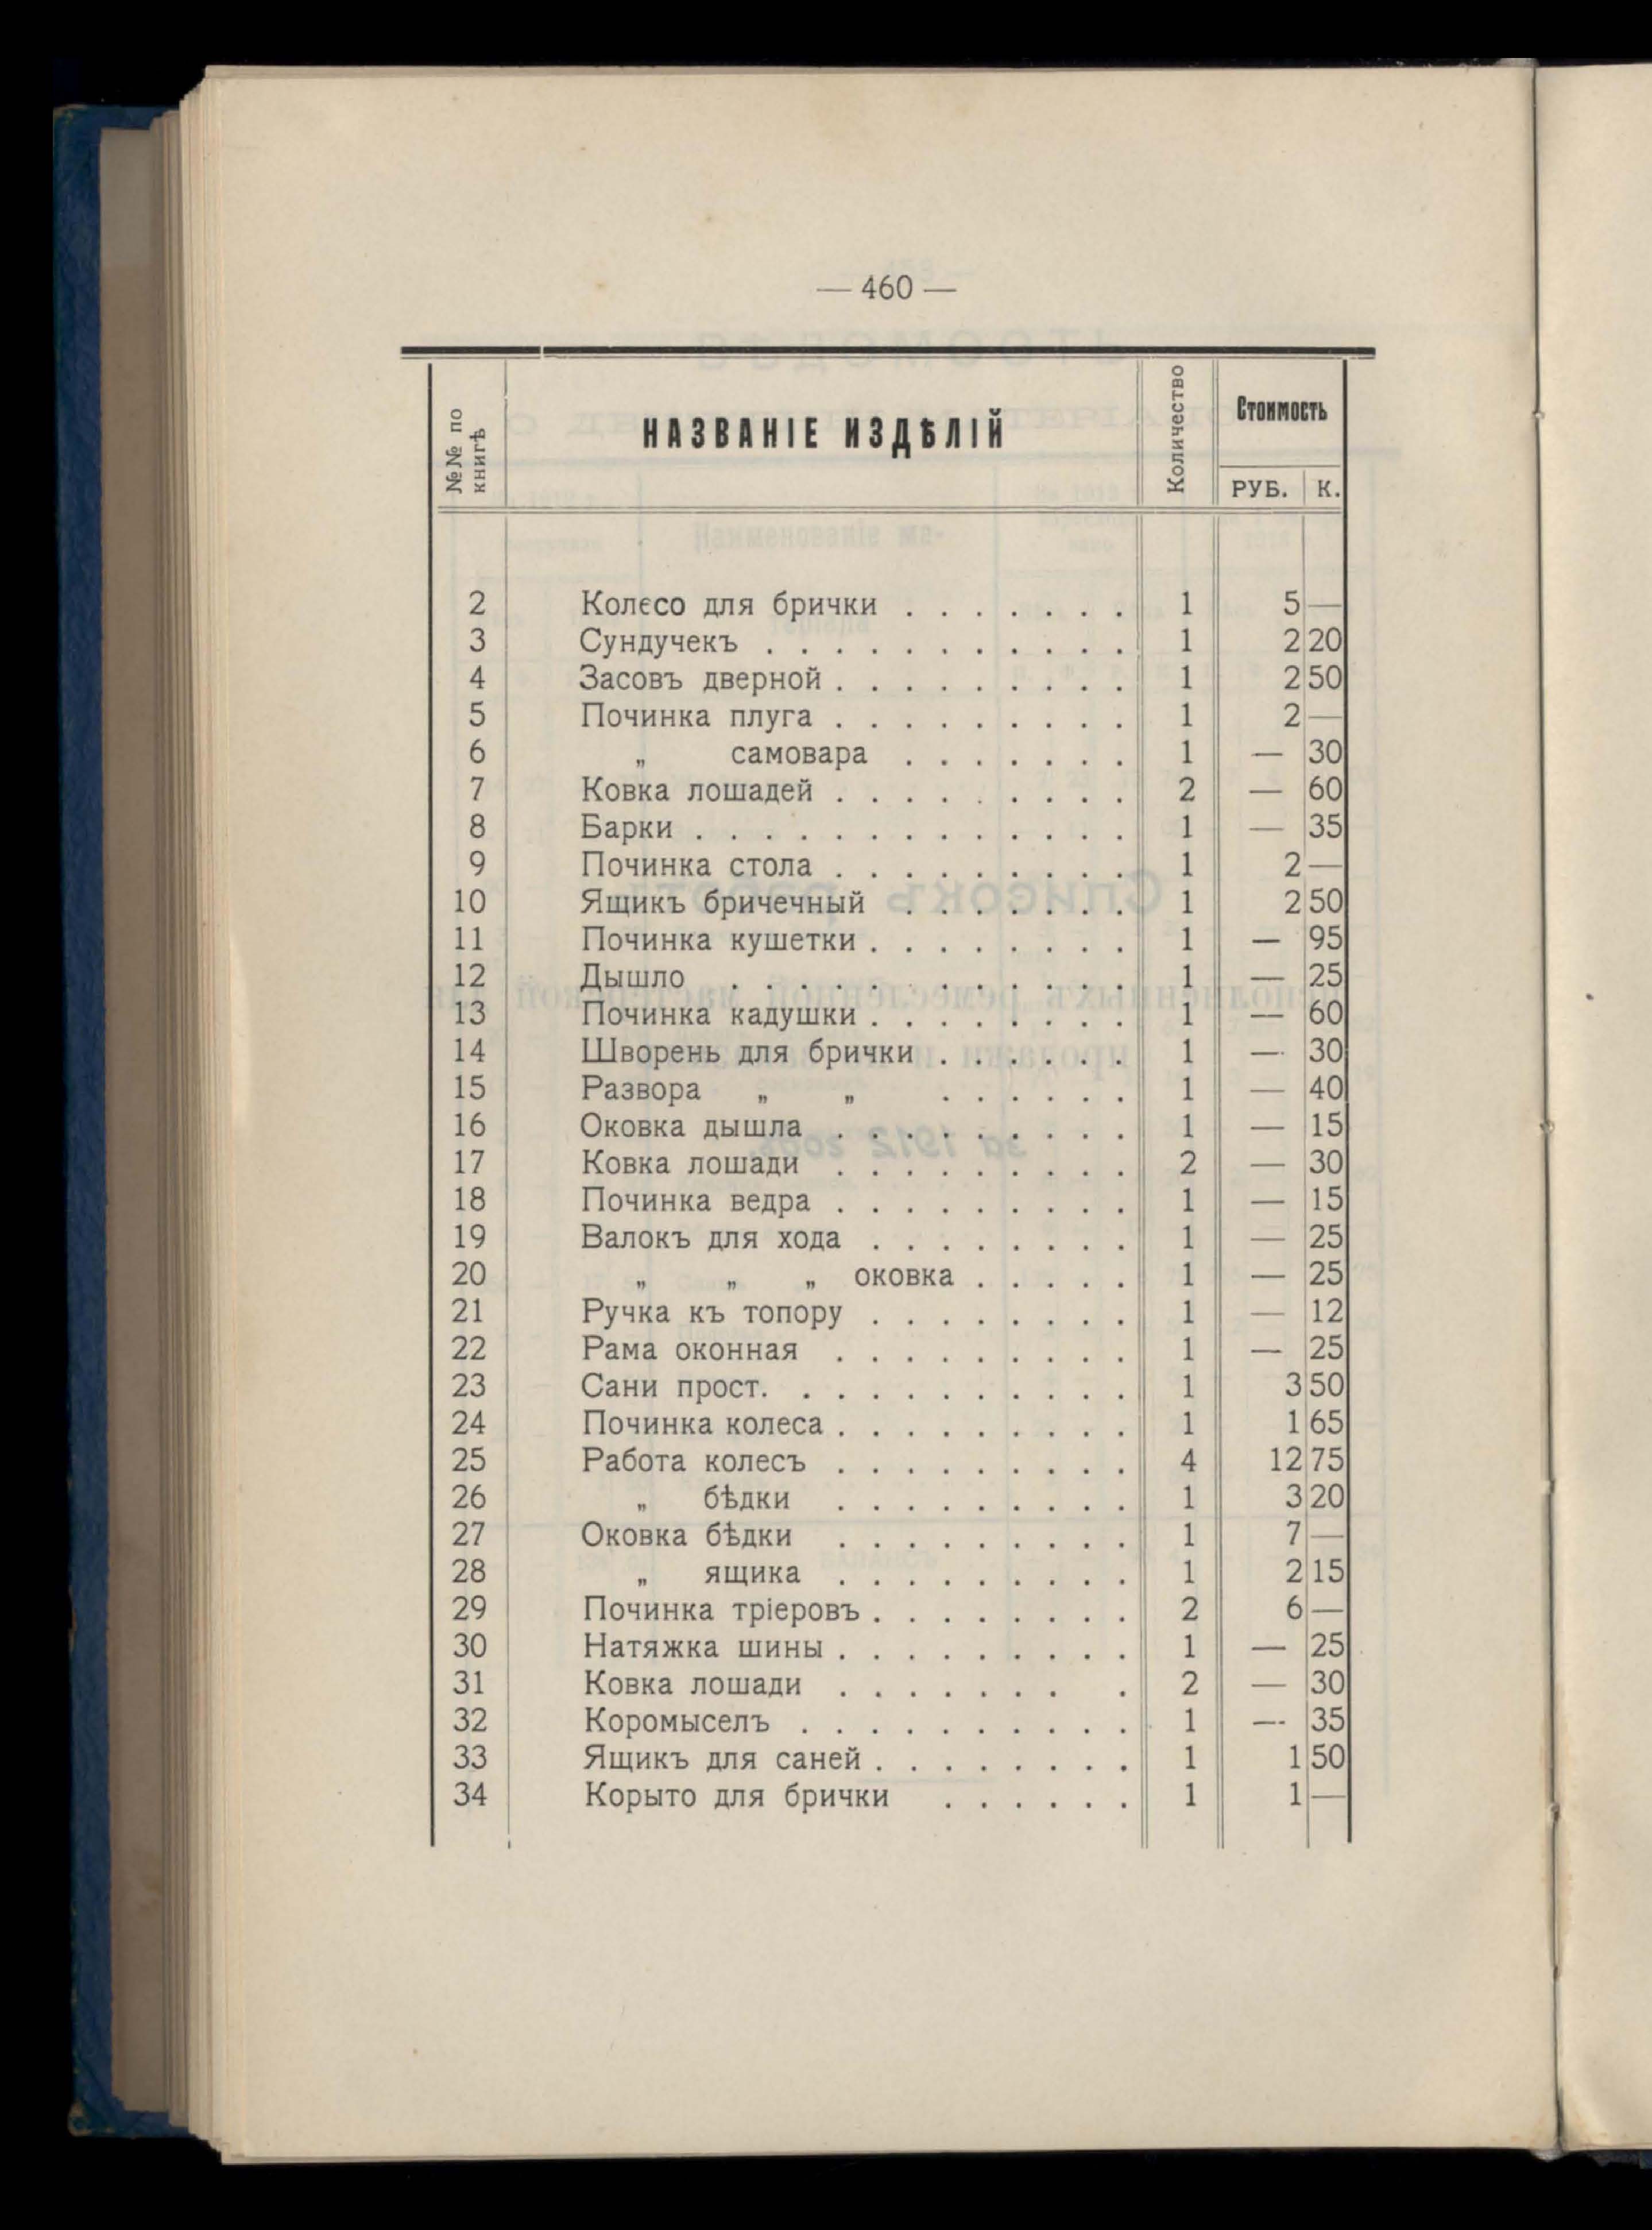 — 460 —
№№ по книгѣ
НАЗВАНІЕ ИЗДѢЛІЙ
Количество
Стоимость
РУБ. К.
2 Колесо для брички . . . . . . . 1 5 —
3 Сундучекъ . . . . . . . . . . . 1 2 20
4 Засовъ дверной . . . . . . . . . 1 2 50
5 Починка плуга . . . . . . . . . 1 2 —
6 „ самовара . . . . . . . 1 — 30
7 Ковка лошадей . . . . . . . . . 2 — 60
8 Барки . . . . . . . . . . . . . 1 — 35
9 Починка стола . . . . . . . . . 1 2 —
10 Ящикъ бричечный . . . . . . . 1 2 50
11 Починка кушетки . . . . . . . . 1 — 95
12 Дышло . . . . . . . . . . . . 1 — 25
13 Починка кадушки . . . . . . . . 1 — 60
14 Шворень для брички . . . . . . 1 — 30
15 Развора „ „ . . . . . . 1 — 40
16 Оковка дышла . . . . . . . . . 1 — 15
17 Ковка лошади . . . . . . . . . 2 — 30
18 Починка ведра . . . . . . . . . 1 — 15
19 Валокъ для хода . . . . . . . . 1 — 25
20 „ „ „ оковка . . . . . 1 — 25
21 Ручка къ топору . . . . . . . . 1 — 12
22 Рама оконная . . . . . . . . . 1 — 25
23 Сани прост. . . . . . . . . . . 1 3 50
24 Починка колеса . . . . . . . . . 1 1 65
25 Работа колесъ . . . . . . . . . 4 12 75
26 „ бѣдки . . . . . . . . . 1 3 20
27 Оковка бѣдки . . . . . . . . . 1 7 —
28 „ ящика . . . . . . . . . 1 2 15
29 Починка тріеровъ . . . . . . . . 2 6 —
30 Натяжка шины . . . . . . . . . 1 — 25
31 Ковка лошади . . . . . . . . 2 — 30
32 Коромыселъ . . . . . . . . . . 1 — 35
33 Ящикъ для саней . . . . . . . . 1 1 50
34 Корыто для брички . . . . . . 1 1 —